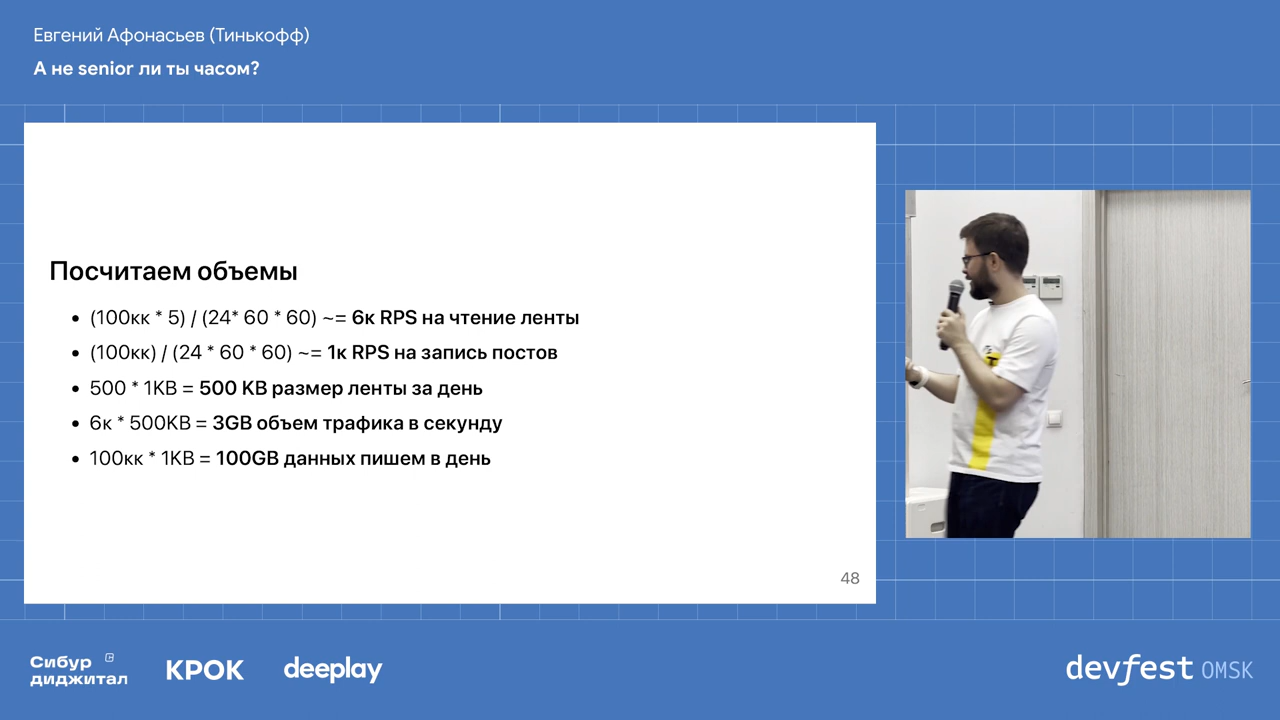 Евгений Афонасьев (Тинькофф)
А не senior ли ты часом?
Посчитаем объемы
• (100кк * 5) / (24* 60 * 60) ~= 6к RPS на чтение ленты
• (100кк) / (24 * 60 * 60) ~= 1к RPS на запись постов
• 500 * 1KB = 500 KB размер ленты за день
• 6к * 500KB = 3GB объем трафика в секунду
• 100кк * 1KB = 100GB данных пишем в день
48
Сибур
диджитал
КРОК
deeplay
devfest OMSK